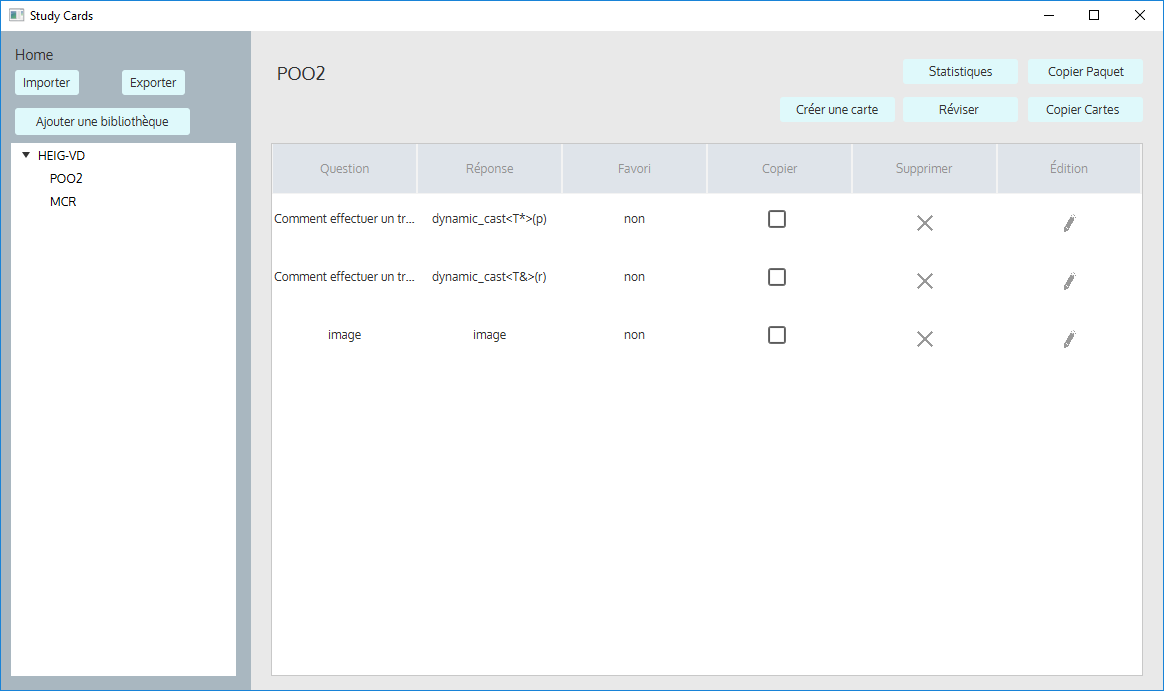 Study Cards
Home
Importer
Exporter
Ajouter une bibliothèque
HEIG-VD
POO2
MCR
POO2
Statistiques
Copier Paquet
Créer une carte
Réviser
Copier Cartes
Question Réponse Favori Copier Supprimer Édition
Comment effectuer un tr... dynamic_cast<T*>(p) non
Comment effectuer un tr... dynamic_cast<T&>(r) non
image image non